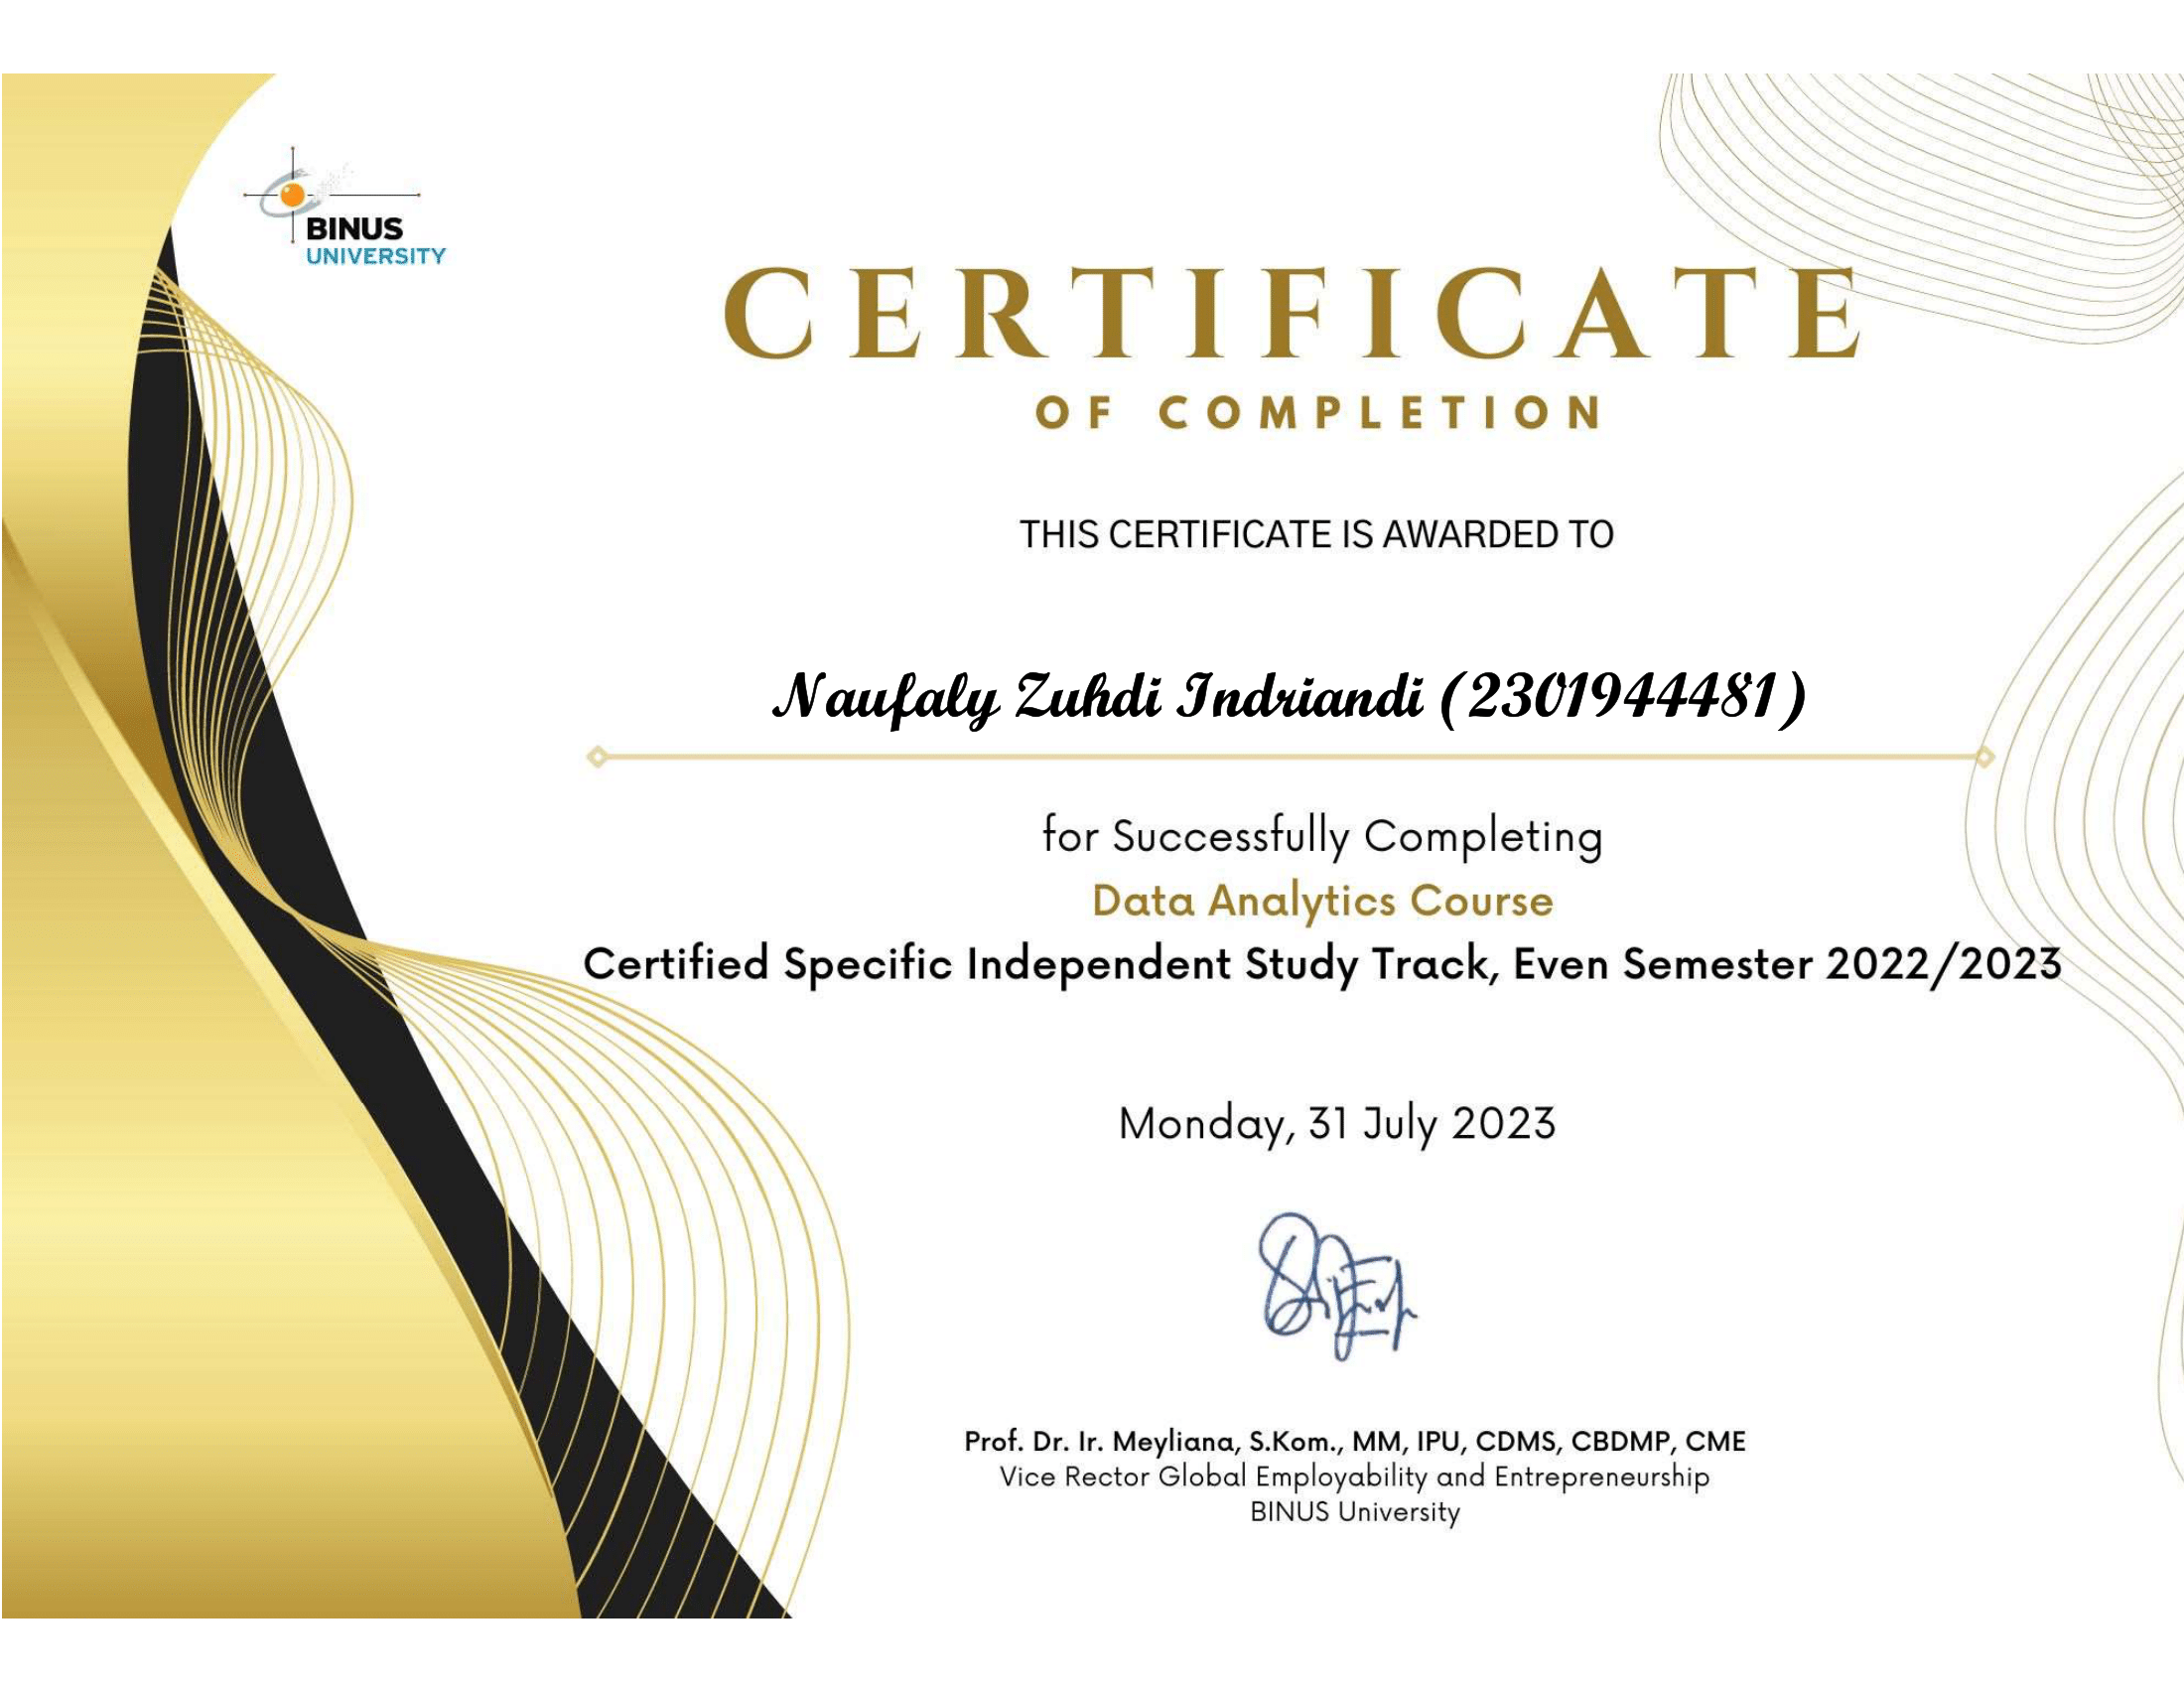 BINUS
UNIVERSITY
CERTIFICATE
OF COMPLETION
THIS CERTIFICATE IS AWARDED TO
Naufaly Zuhdi Indriandi (2301944481)
for Successfully Completing
Data Analytics Course
Certified Specific Independent Study Track, Even Semester 2022/2023
Monday, 31 July 2023
Prof. Dr. Ir. Meyliana, S.Kom., MM, IPU, CDMS, CBDMP, CME
Vice Rector Global Employability and Entrepreneurship
BINUS University